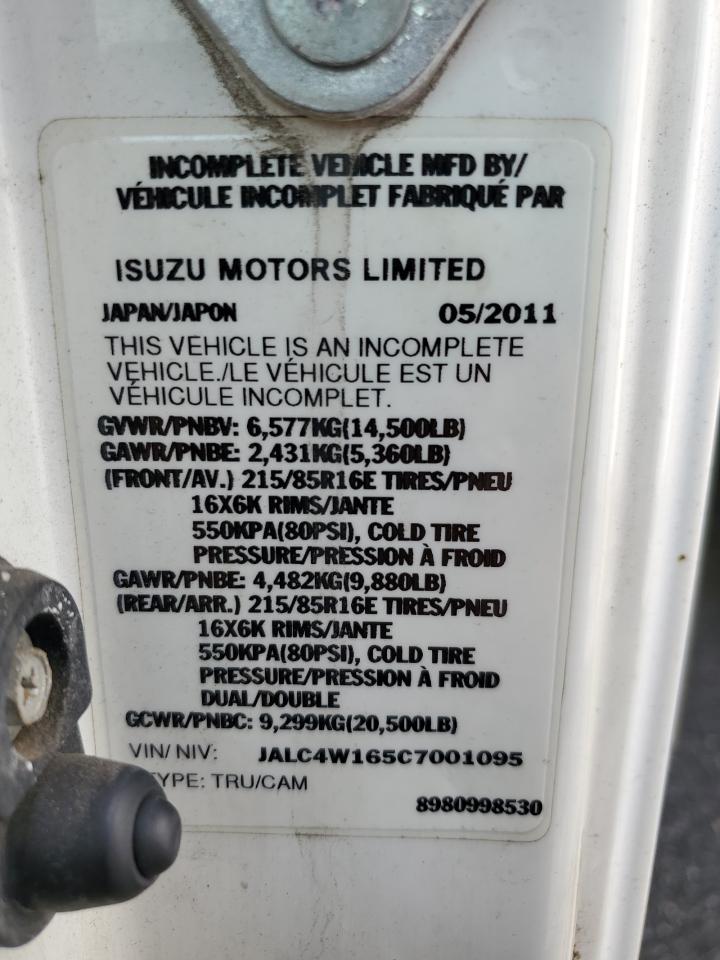 INCOMPLETE VEHICLE MFD BY/
VÉHICULE INCOMPLET FABRIQUÉ PAR
ISUZU MOTORS LIMITED
JAPAN/JAPON 05/2011
THIS VEHICLE IS AN INCOMPLETE
VEHICLE./LE VÉHICULE EST UN
VÉHICULE INCOMPLET.
GVWR/PNBV: 6,577KG(14,500LB)
GAWR/PNBE: 2,431KG(5,360LB)
(FRONT/AV.) 215/85R16E TIRES/PNEU
16X6K RIMS/JANTE
550KPA(80PSI), COLD TIRE
PRESSURE/PRESSION À FROID
GAWR/PNBE: 4,482KG(9,880LB)
(REAR/ARR.) 215/85R16E TIRES/PNEU
16X6K RIMS/JANTE
550KPA(80PSI), COLD TIRE
PRESSURE/PRESSION À FROID
DUAL/DOUBLE
GCWR/PNBC: 9,299KG(20,500LB)
VIN/ NIV: JALC4W165C7001095
TYPE: TRU/CAM
8980998530